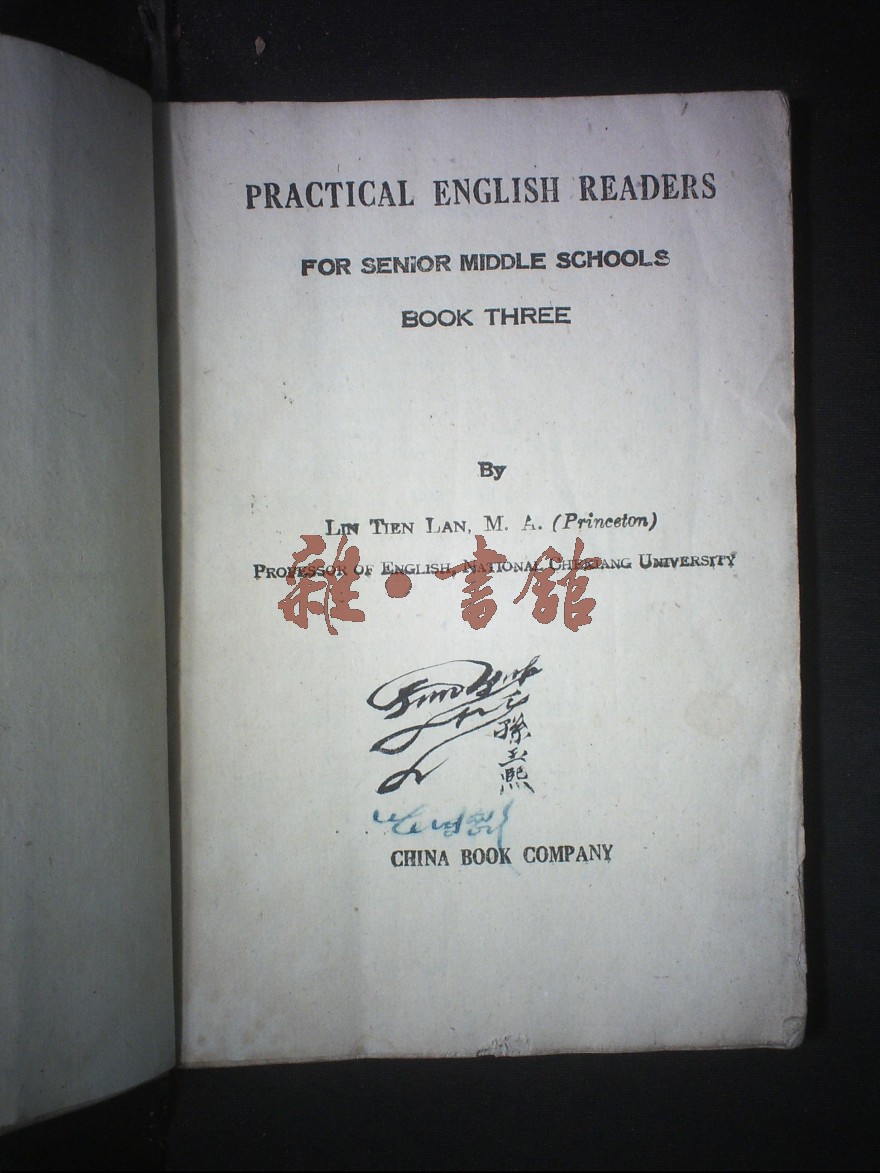 PRACTICAL ENGLISH READERS
FOR SENIOR MIDDLE SCHOOLS
BOOK THREE
By
LIN TIEN LAN, M. A. (Princeton)
PROFESSOR OF ENGLISH, NATIONAL CHEKIANG UNIVERSITY
雜·書館
孫玉熙
CHINA BOOK COMPANY